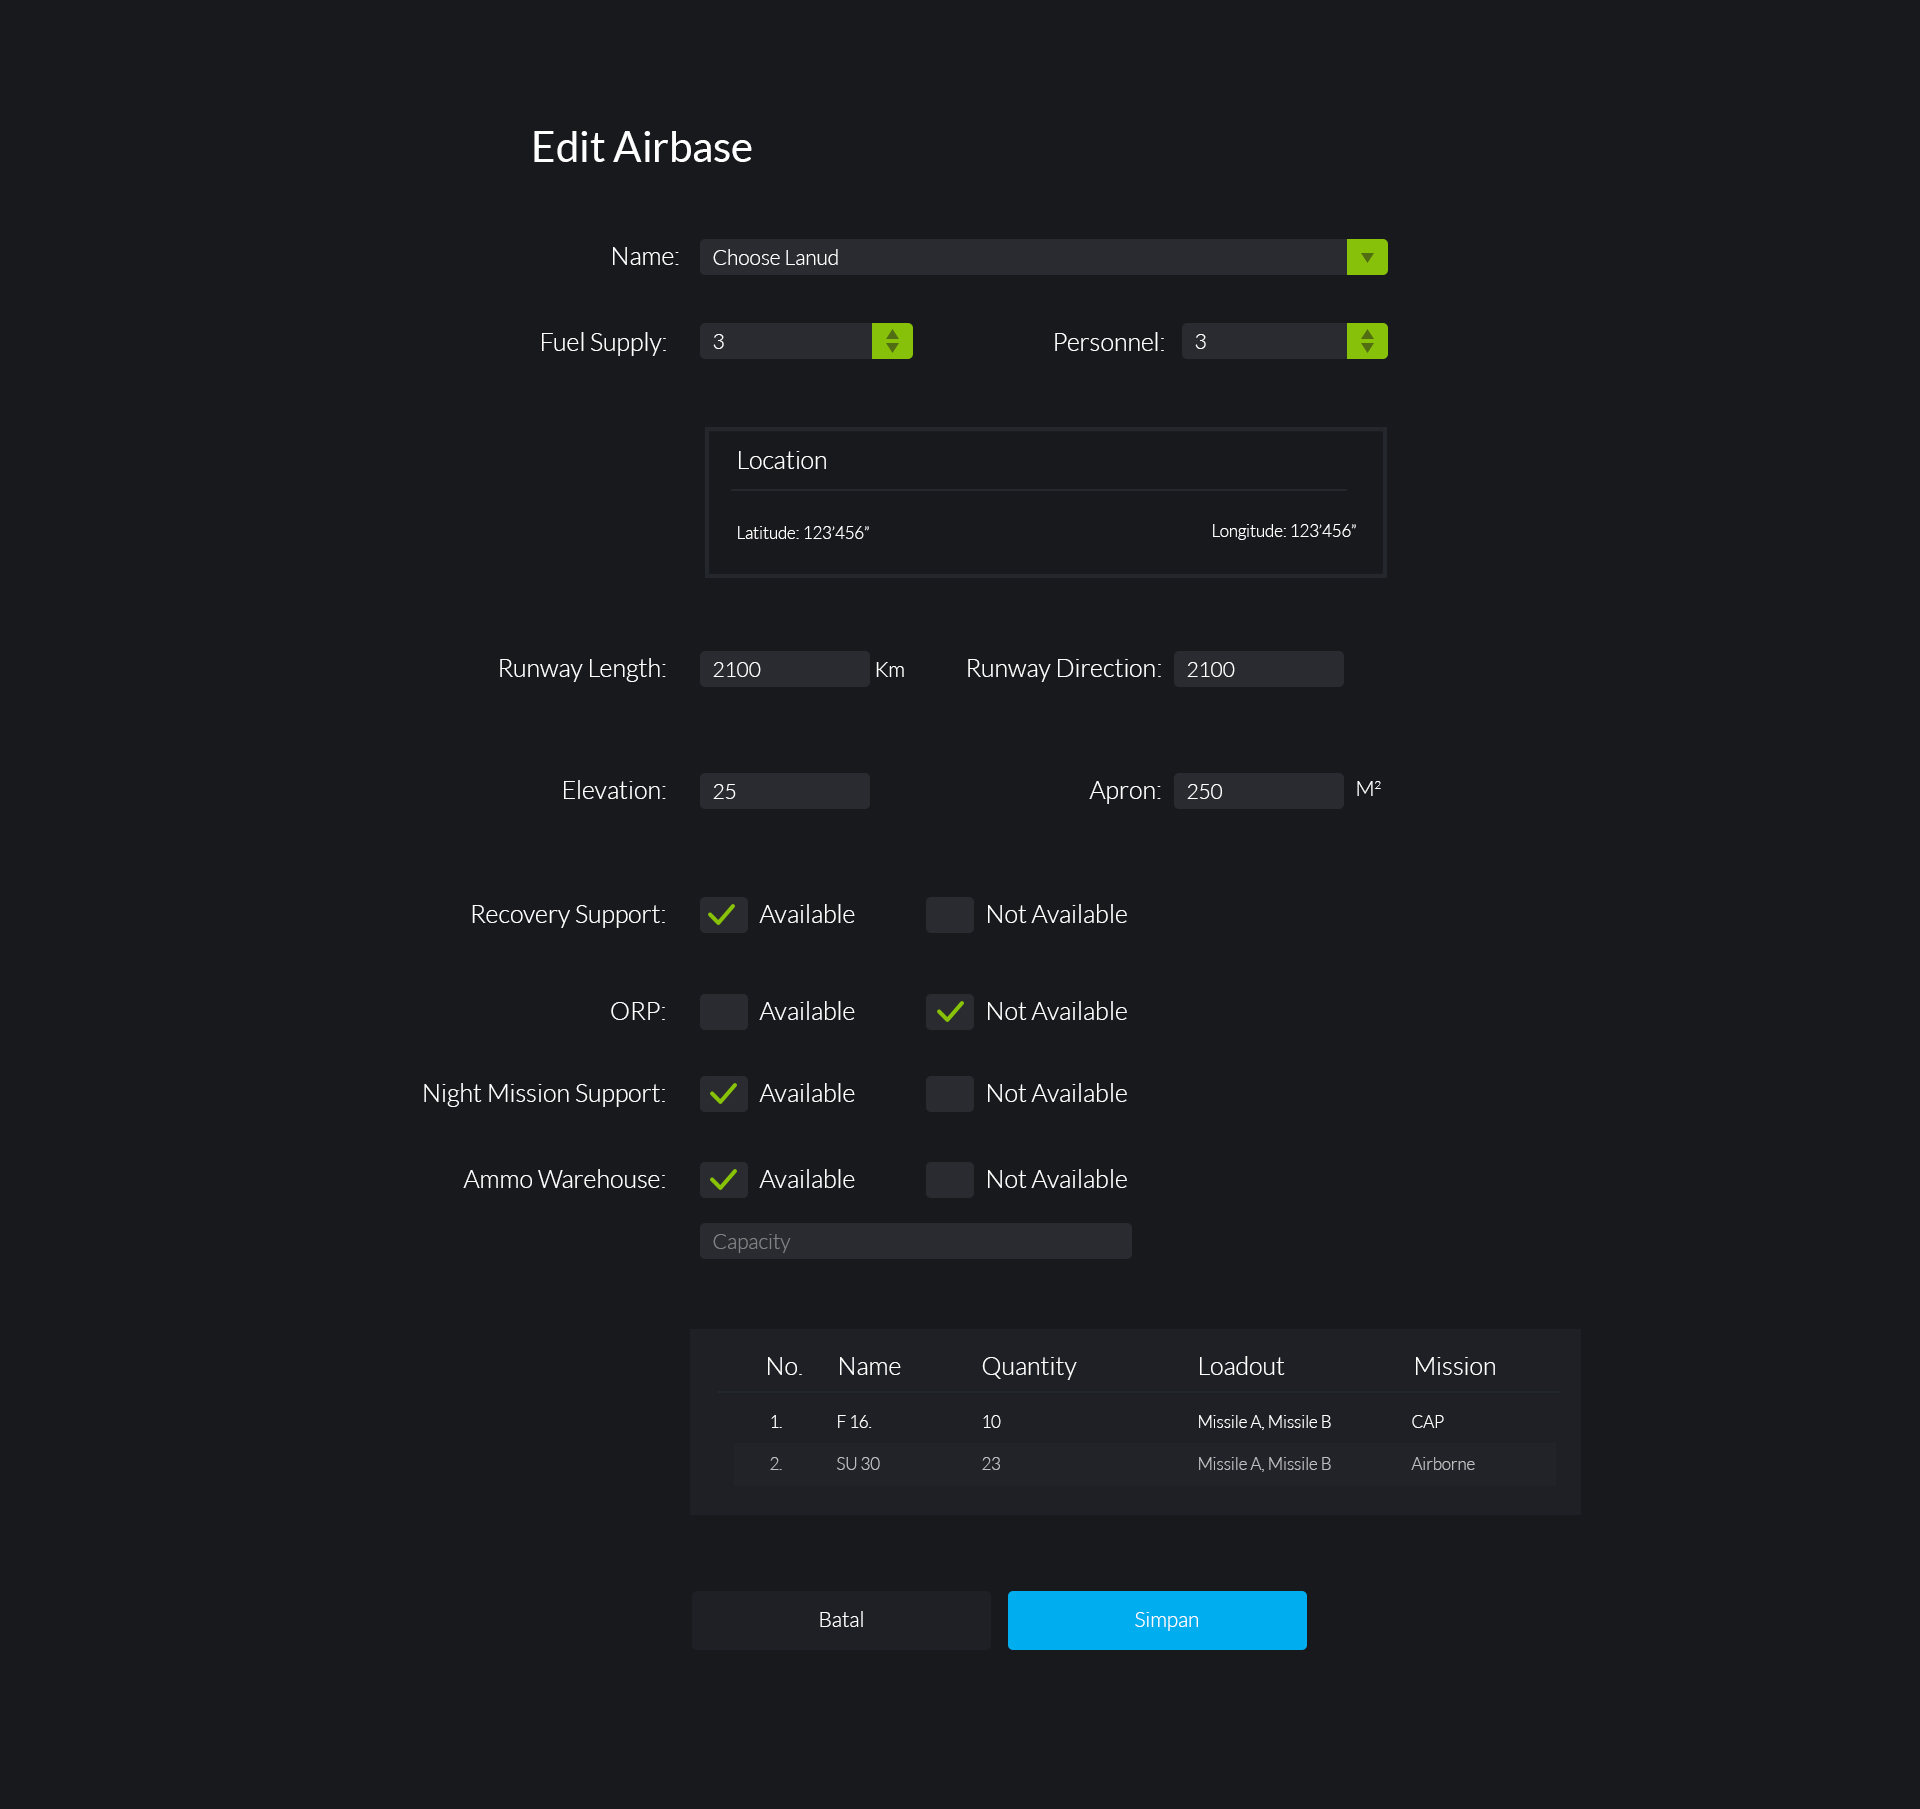 Edit Airbase
Name: Choose Lanud
Fuel Supply: 3 Personnel: 3
Location
Latitude: 123’456” Longitude: 123’456”
Runway Length: 2100 Km Runway Direction: 2100
Elevation: 25 Apron: 250 M²
Recovery Support: Available Not Available
ORP: Available Not Available
Night Mission Support: Available Not Available
Ammo Warehouse: Available Not Available
Capacity
No. Name Quantity Loadout Mission
1. F 16. 10 Missile A, Missile B CAP
2. SU 30 23 Missile A, Missile B Airborne
Batal Simpan